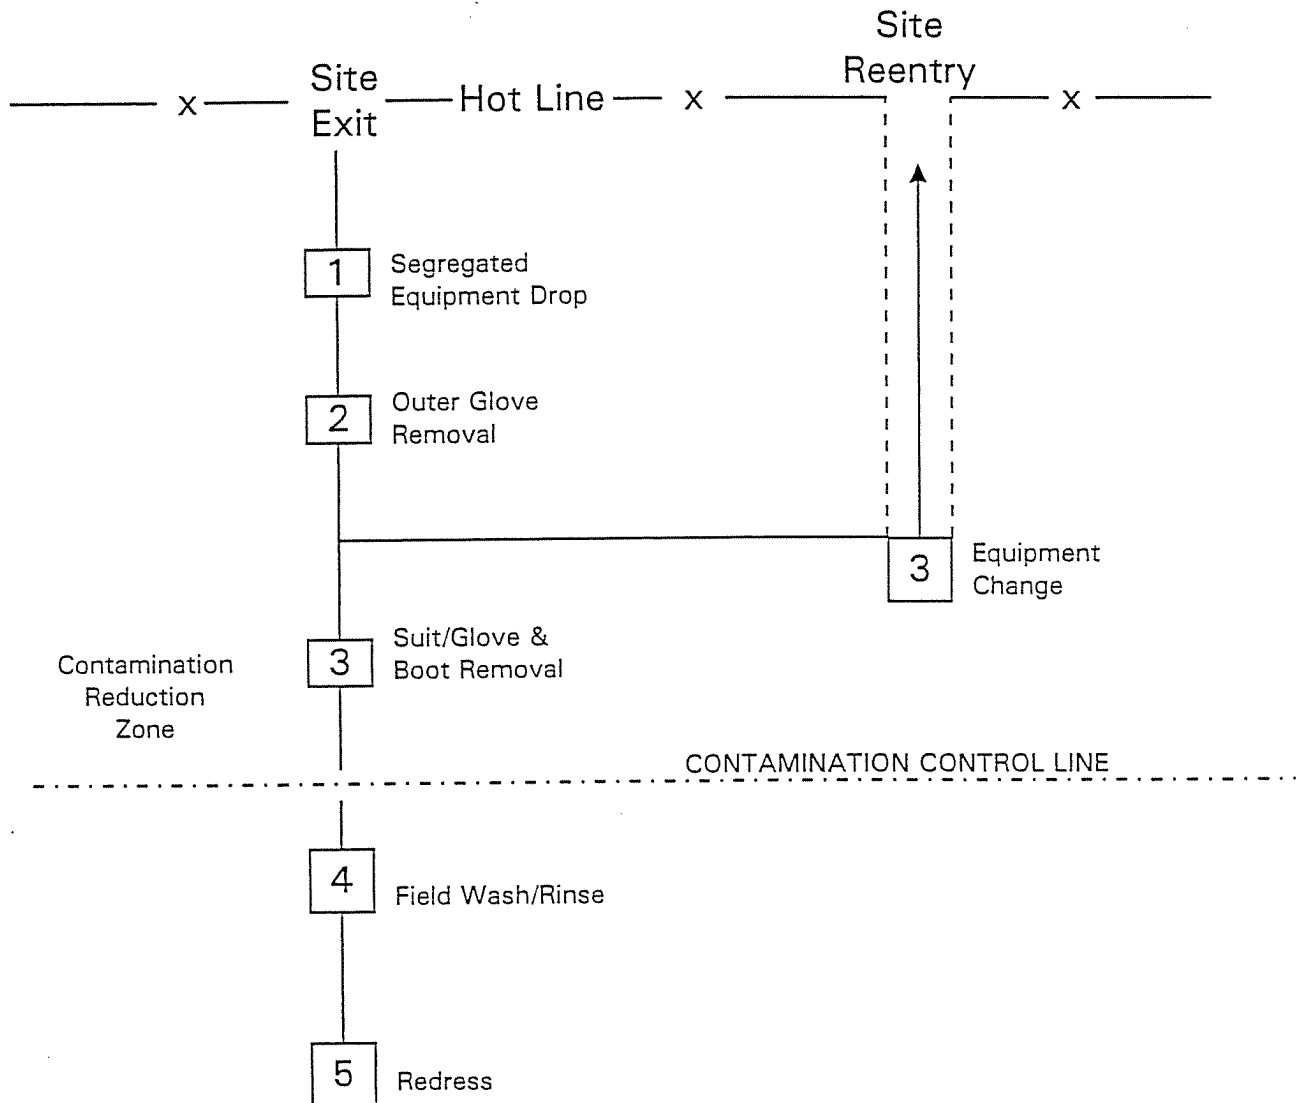 Site
Reentry
Site
Exit
x
Hot Line
x
x
1
Segregated
Equipment Drop
2
Outer Glove
Removal
3
Equipment
Change
3
Suit/Glove &
Boot Removal
Contamination
Reduction
Zone
CONTAMINATION CONTROL LINE
4
Field Wash/Rinse
5
Redress